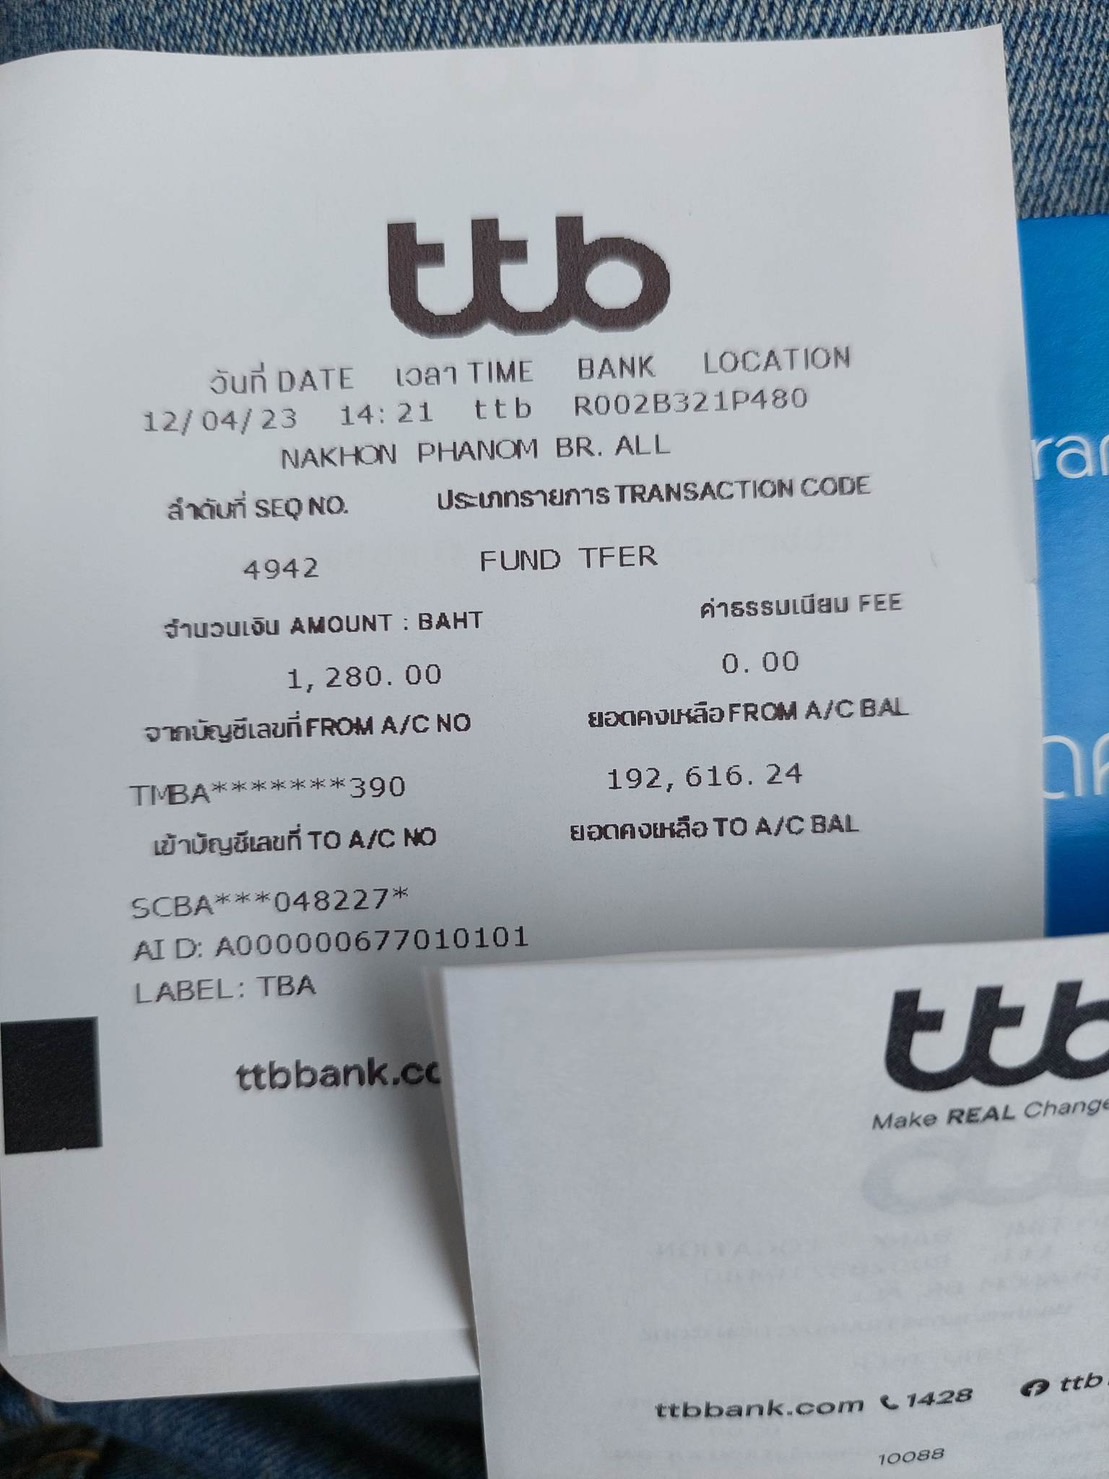 ttb
วันที่ DATE เวลา TIME BANK LOCATION
12/04/23 14:21 ttb R002B321P480
NAKHON PHANOM BR. ALL
ลำดับที่ SEQ NO. ประเภทรายการ TRANSACTION CODE
4942 FUND TFER
จำนวนเงิน AMOUNT : BAHT ค่าธรรมเนียม FEE
1,280.00 0.00
จากบัญชีเลขที่ FROM A/C NO ยอดคงเหลือ FROM A/C BAL
TMBA*******390 192,616.24
เข้าบัญชีเลขที่ TO A/C NO ยอดคงเหลือ TO A/C BAL
SCBA***048227*
AID: A000000677010101
LABEL: TBA
ttbbank.co
ttb
Make REAL Change
ttbbank.com 1428 ttb
10088